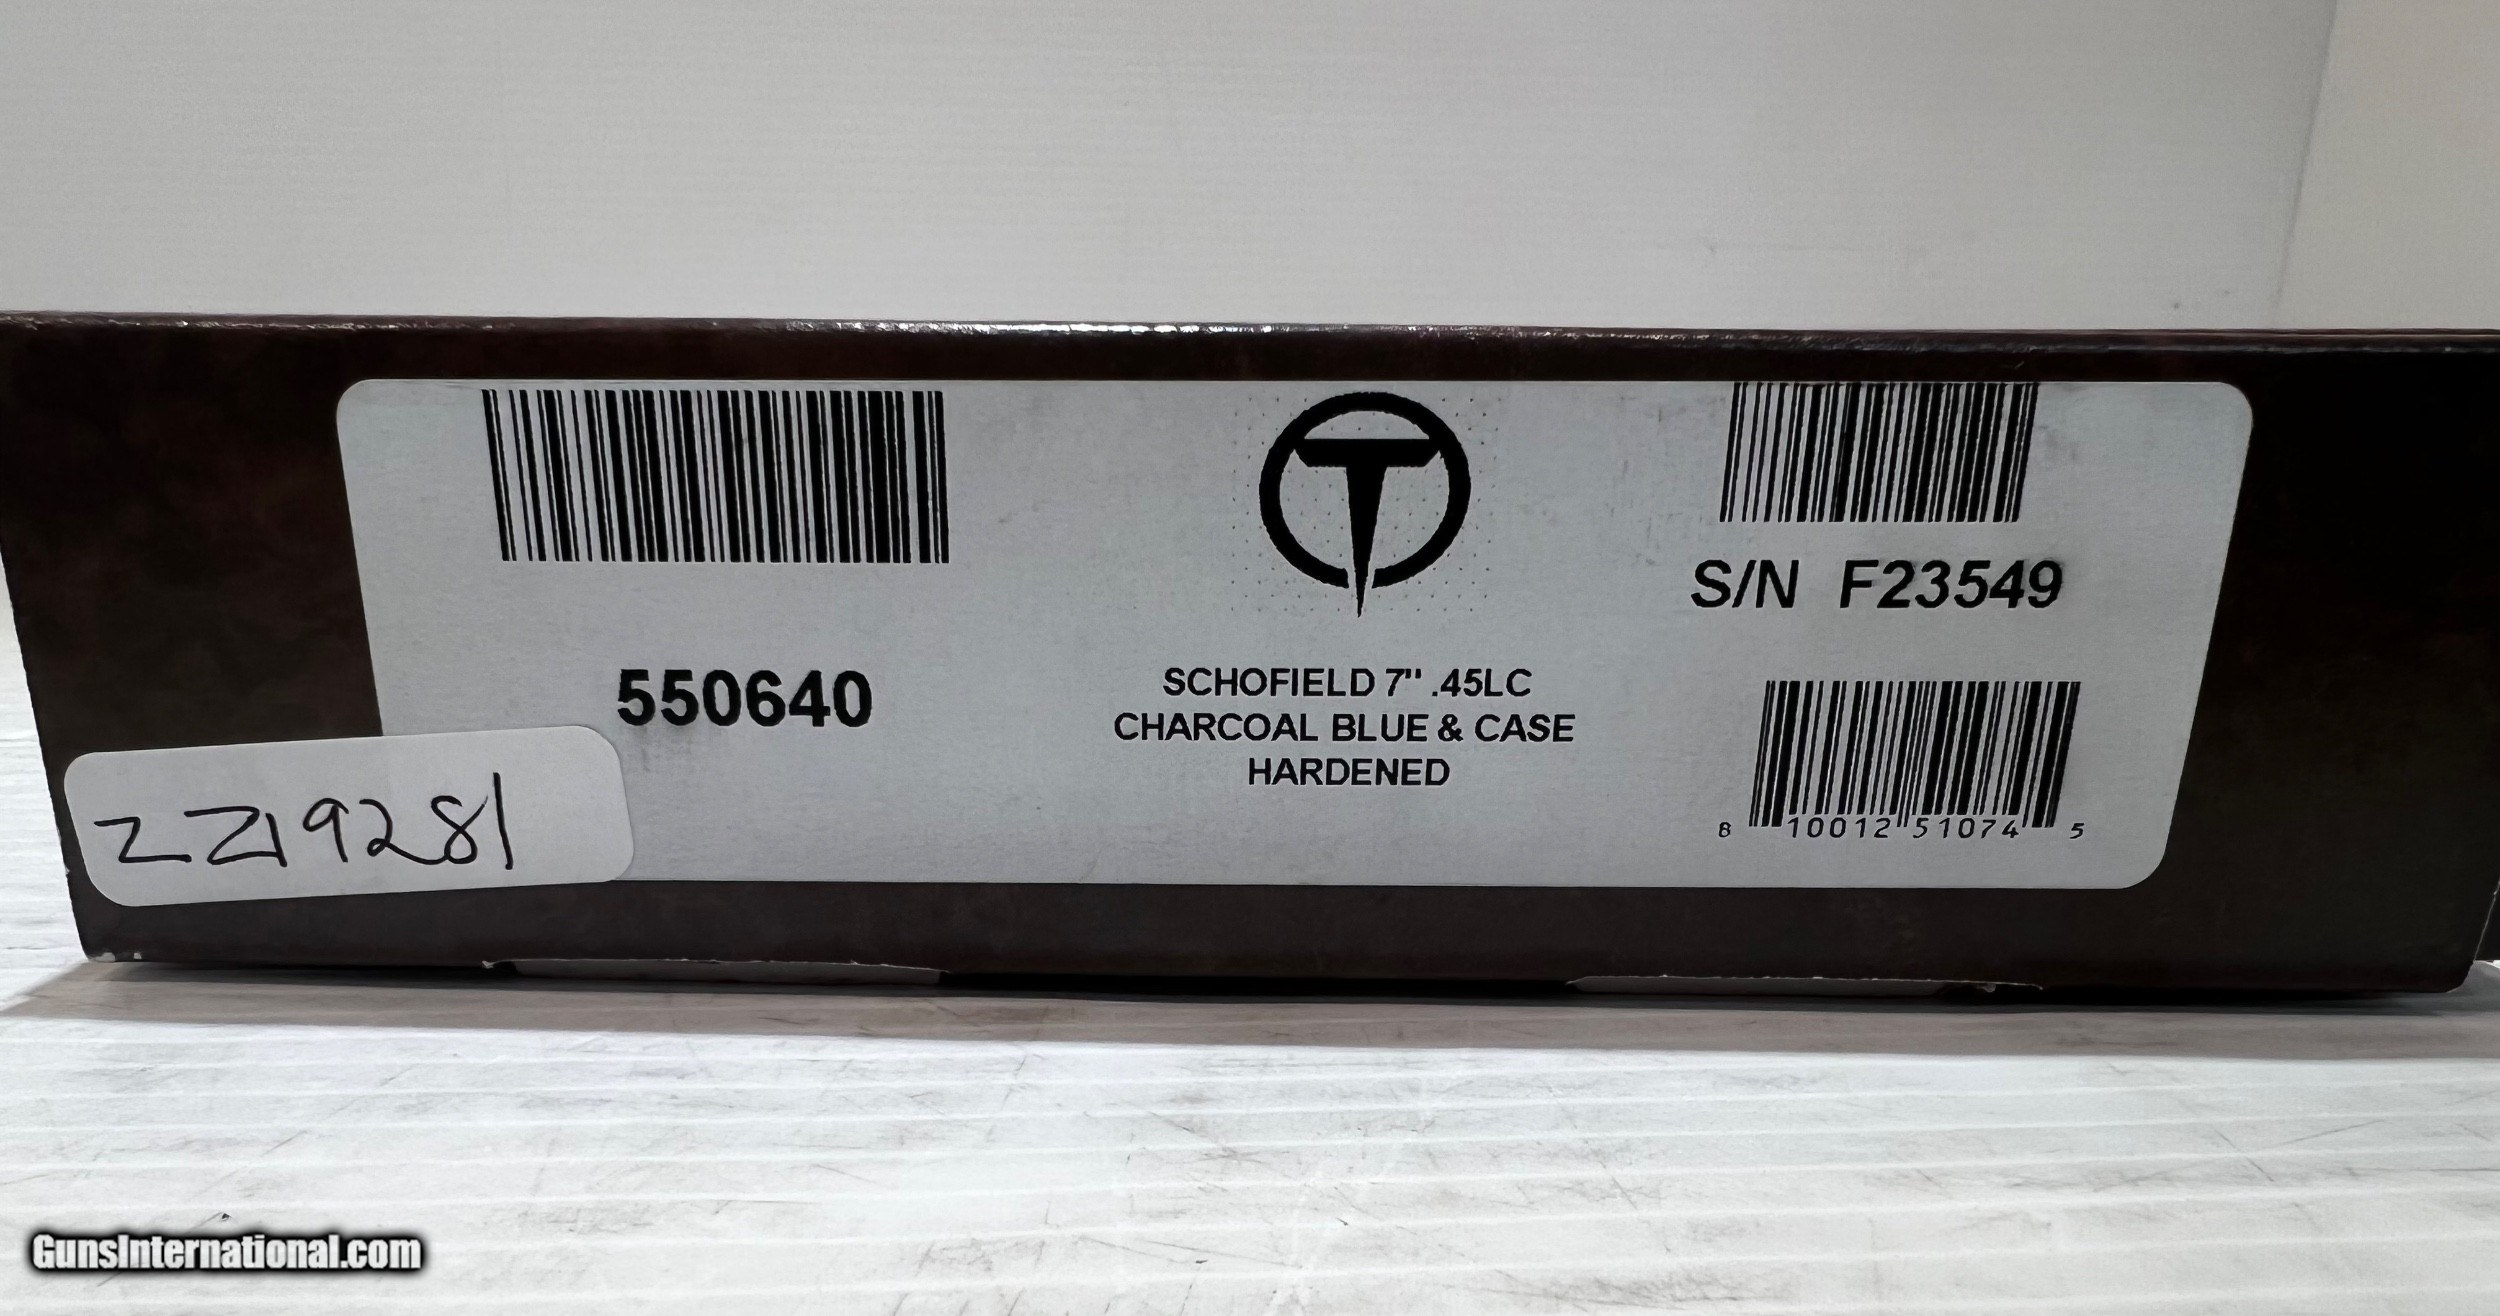 550640
T
SCHOFIELD 7" .45LC
CHARCOAL BLUE & CASE
HARDENED
S/N F23549
8 10012 51074 5
ZZ19281
GunsInternational.com